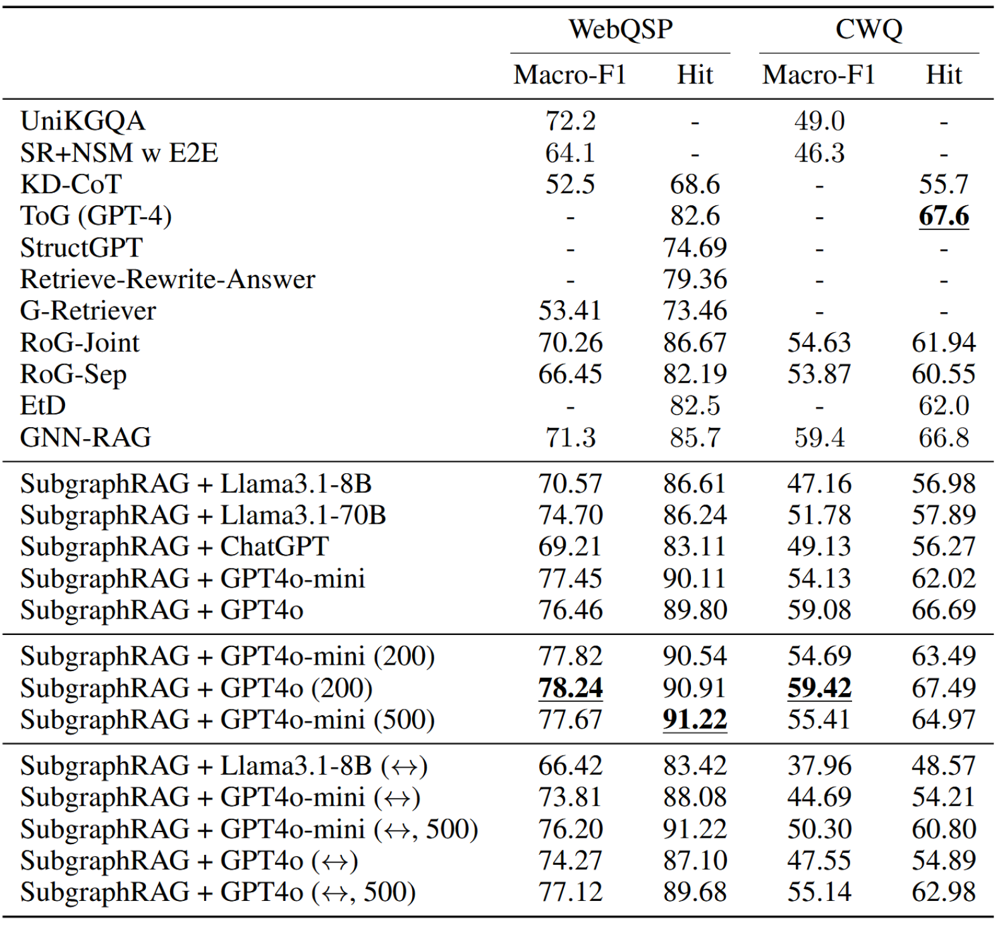 WebQSP CWQ
Macro-F1 Hit Macro-F1 Hit
UniKGQA 72.2 - 49.0 -
SR+NSM w E2E 64.1 - 46.3 -
KD-CoT 52.5 68.6 - 55.7
ToG (GPT-4) - 82.6 - 67.6
StructGPT - 74.69 - -
Retrieve-Rewrite-Answer - 79.36 - -
G-Retriever 53.41 73.46 - -
RoG-Joint 70.26 86.67 54.63 61.94
RoG-Sep 66.45 82.19 53.87 60.55
EtD - 82.5 - 62.0
GNN-RAG 71.3 85.7 59.4 66.8
SubgraphRAG + Llama3.1-8B 70.57 86.61 47.16 56.98
SubgraphRAG + Llama3.1-70B 74.70 86.24 51.78 57.89
SubgraphRAG + ChatGPT 69.21 83.11 49.13 56.27
SubgraphRAG + GPT4o-mini 77.45 90.11 54.13 62.02
SubgraphRAG + GPT4o 76.46 89.80 59.08 66.69
SubgraphRAG + GPT4o-mini (200) 77.82 90.54 54.69 63.49
SubgraphRAG + GPT4o (200) 78.24 90.91 59.42 67.49
SubgraphRAG + GPT4o-mini (500) 77.67 91.22 55.41 64.97
SubgraphRAG + Llama3.1-8B (↔) 66.42 83.42 37.96 48.57
SubgraphRAG + GPT4o-mini (↔) 73.81 88.08 44.69 54.21
SubgraphRAG + GPT4o-mini (↔, 500) 76.20 91.22 50.30 60.80
SubgraphRAG + GPT4o (↔) 74.27 87.10 47.55 54.89
SubgraphRAG + GPT4o (↔, 500) 77.12 89.68 55.14 62.98